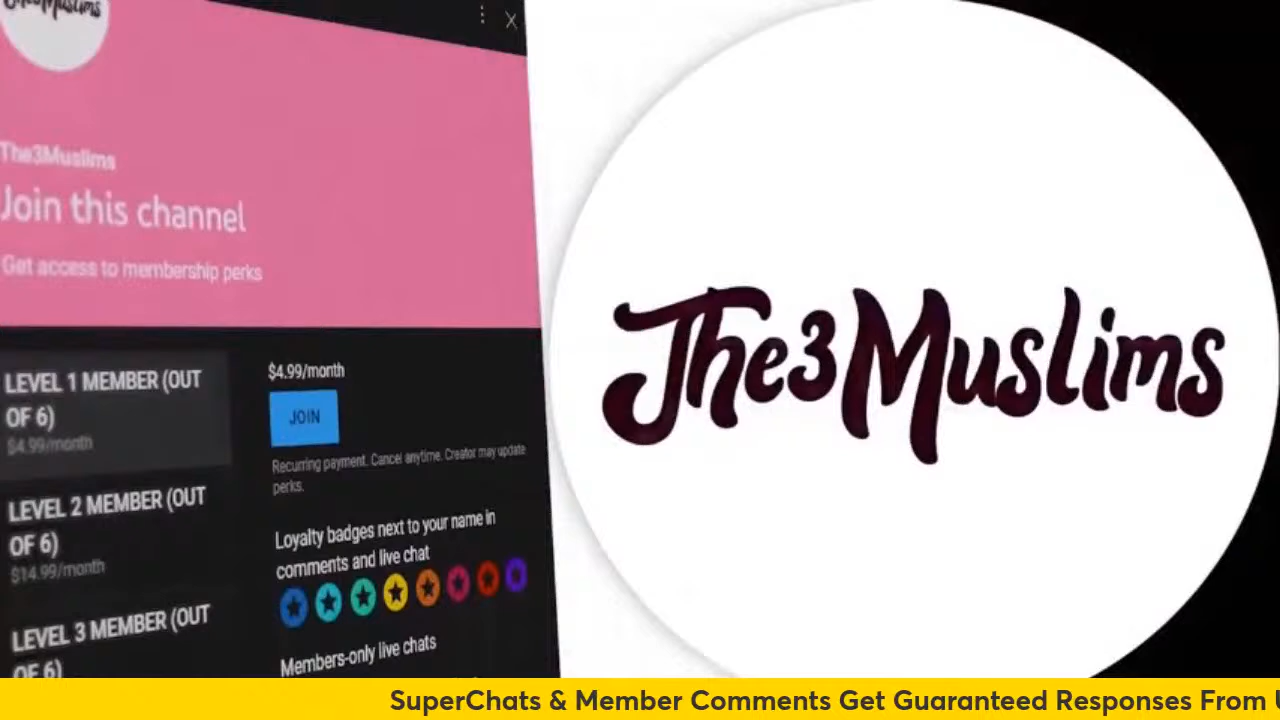 The3Muslims
Join this channel
Get access to membership perks
LEVEL 1 MEMBER (OUT
OF 6)
$4.99/month
LEVEL 2 MEMBER (OUT
OF 6)
$14.99/month
LEVEL 3 MEMBER (OUT
OF 6)
$4.99/month
JOIN
Recurring payment. Cancel anytime. Creator may update
perks.
Loyalty badges next to your name in
comments and live chat
Members-only live chats
The3Muslims
SuperChats & Member Comments Get Guaranteed Responses From